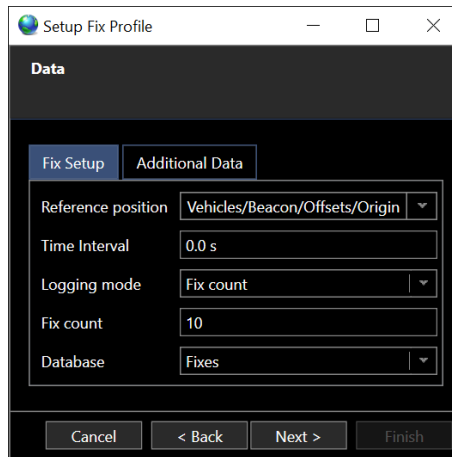 Setup Fix Profile
Data
Fix Setup Additional Data
Reference position Vehicles/Beacon/Offsets/Origin
Time Interval 0.0 s
Logging mode Fix count
Fix count 10
Database Fixes
Cancel < Back Next > Finish